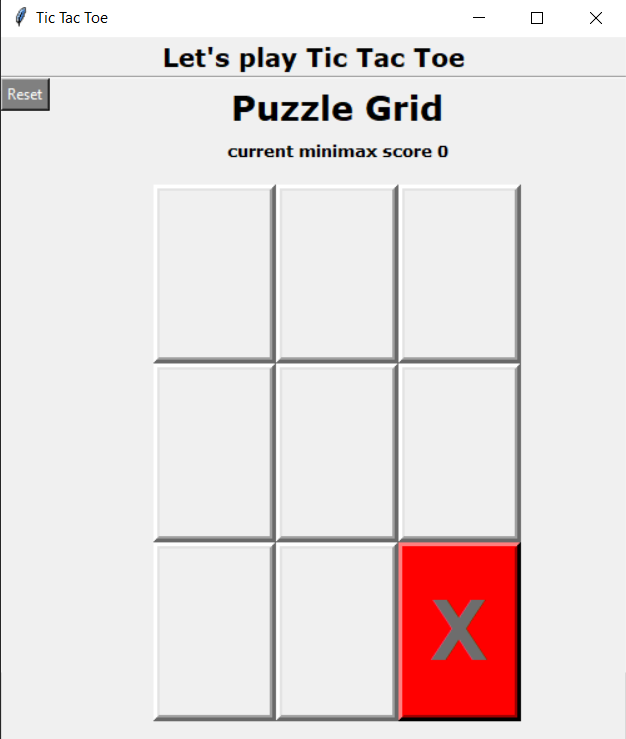 Tic Tac Toe
Let's play Tic Tac Toe
Reset
Puzzle Grid
current minimax score 0
X